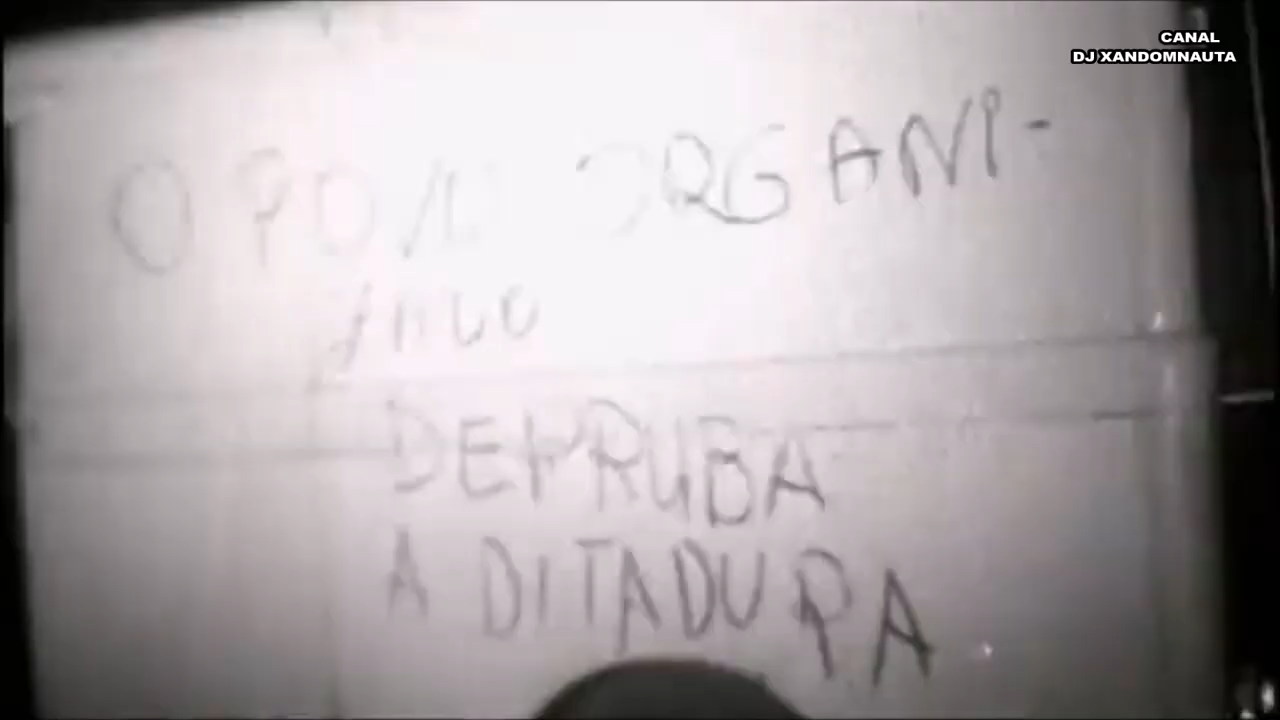 CANAL
DJ XANDOMNAUTA
O POVO ORGANI-
ZADO
DERRUBA
A DITADURA